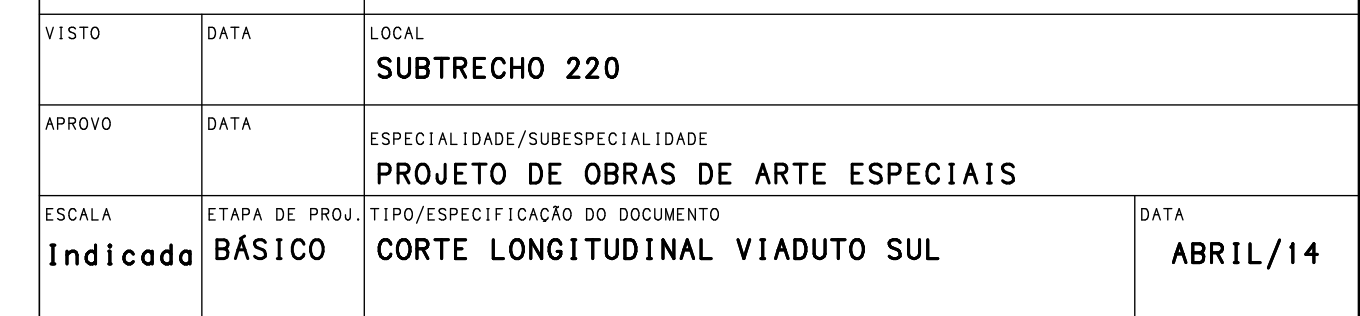 VISTO DATA LOCAL
SUBTRECHO 220
APROVO DATA
ESPECIALIDADE/SUBESPECIALIDADE
PROJETO DE OBRAS DE ARTE ESPECIAIS
ESCALA ETAPA DE PROJ. TIPO/ESPECIFICAÇÃO DO DOCUMENTO DATA
Indicada BÁSICO CORTE LONGITUDINAL VIADUTO SUL ABRIL/14